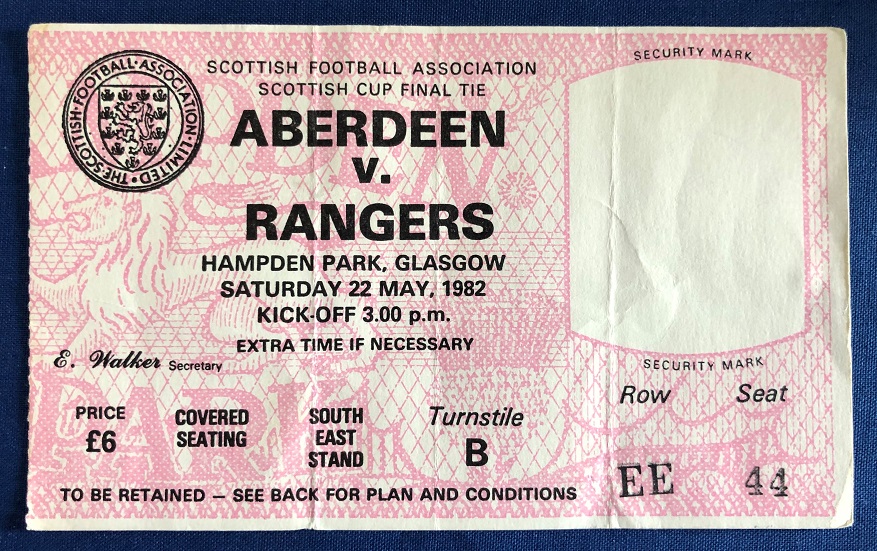 THE SCOTTISH · FOOTBALL · ASSOCIATION · LIMITED ·
SCOTTISH FOOTBALL ASSOCIATION
SCOTTISH CUP FINAL TIE
ABERDEEN
v.
RANGERS
HAMPDEN PARK, GLASGOW
SATURDAY 22 MAY, 1982
KICK-OFF 3.00 p.m.
EXTRA TIME IF NECESSARY
E. Walker Secretary
SECURITY MARK
SECURITY MARK
PRICE
£6
COVERED
SEATING
SOUTH
EAST
STAND
Turnstile
B
Row Seat
EE 44
TO BE RETAINED – SEE BACK FOR PLAN AND CONDITIONS